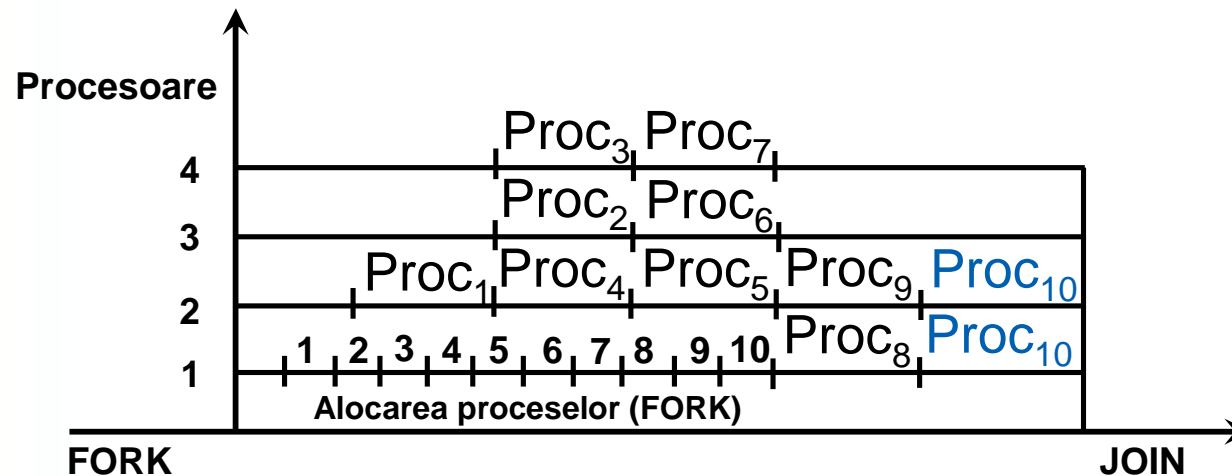 Procesoare
Proc₃ Proc₇
4
Proc₂ Proc₆
3
Proc₁ Proc₄ Proc₅ Proc₉ Proc₁₀
2
1 2 3 4 5 6 7 8 9 10 Proc₈ Proc₁₀
1
Alocarea proceselor (FORK)
FORK JOIN